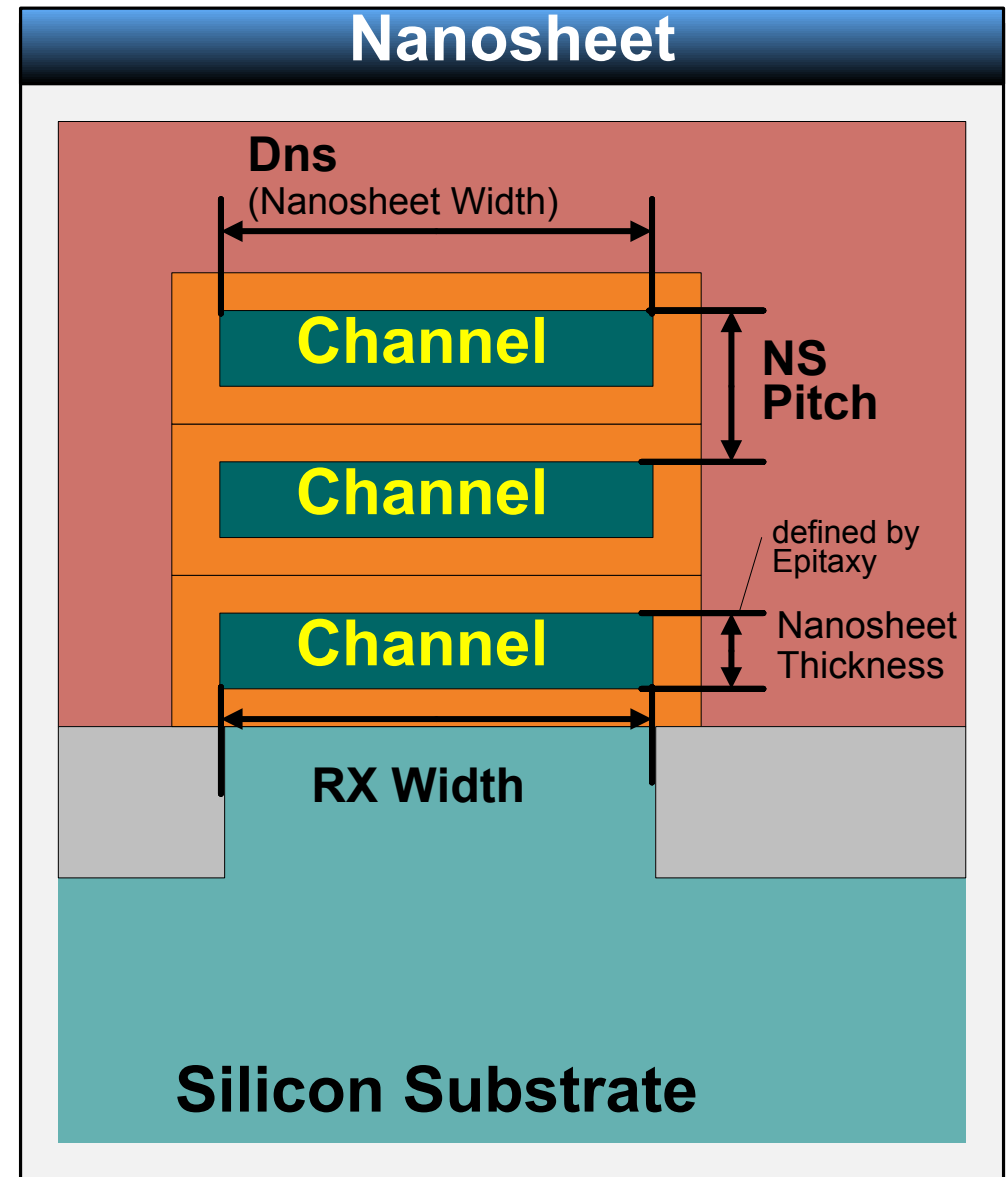 Nanosheet
Dns
(Nanosheet Width)
Channel
NS
Pitch
Channel
defined by
Epitaxy
Channel
Nanosheet
Thickness
RX Width
Silicon Substrate